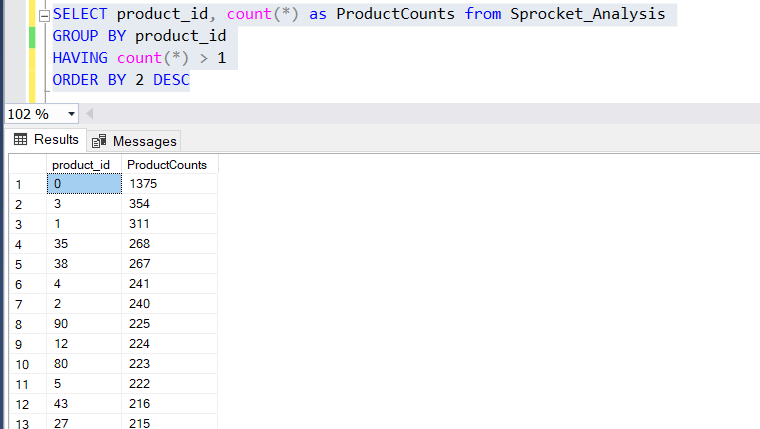 SELECT product_id, count(*) as ProductCounts from Sprocket_Analysis
GROUP BY product_id
HAVING count(*) > 1
ORDER BY 2 DESC
102 %
Results Messages
product_id ProductCounts
1 0 1375
2 3 354
3 1 311
4 35 268
5 38 267
6 4 241
7 2 240
8 90 225
9 12 224
10 80 223
11 5 222
12 43 216
13 27 215